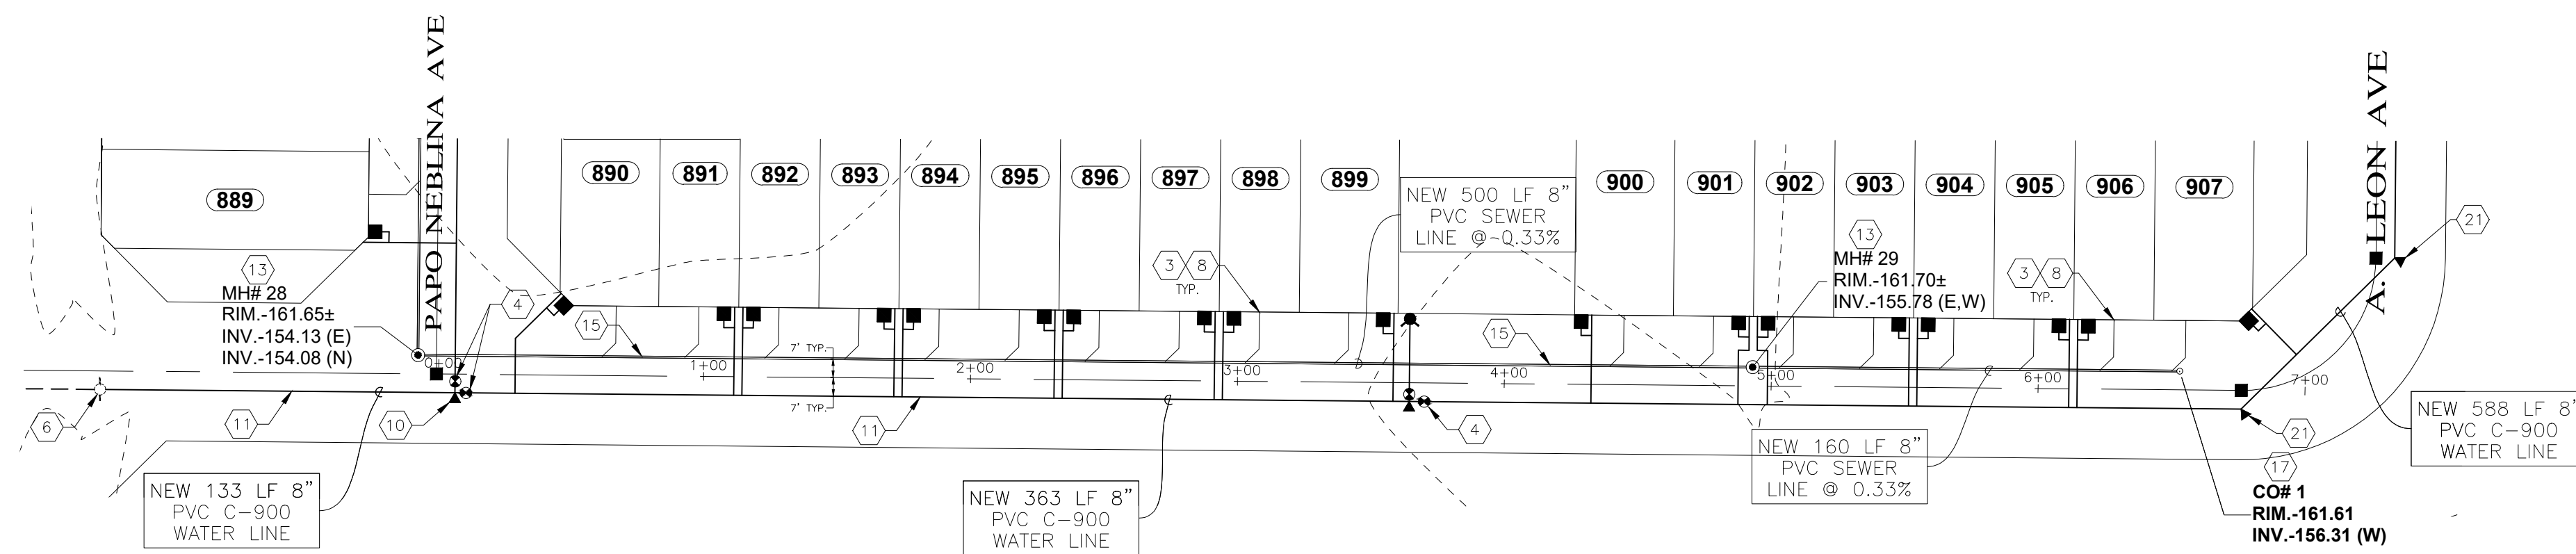 PAPO NEBLINA AVE
A. LEON AVE
889
890
891
892
893
894
895
896
897
898
899
900
901
902
903
904
905
906
907
NEW 500 LF 8"
PVC SEWER
LINE @-0.33%
21
13
MH# 28
RIM.-161.65±
INV.-154.13 (E)
INV.-154.08 (N)
4
3
8
TYP.
13
MH# 29
RIM.-161.70±
INV.-155.78 (E,W)
3
8
TYP.
15
15
7' TYP.
7' TYP.
0+00
1+00
2+00
3+00
4+00
5+00
6+00
7+00
6
11
10
11
4
21
NEW 133 LF 8"
PVC C-900
WATER LINE
NEW 363 LF 8"
PVC C-900
WATER LINE
NEW 160 LF 8"
PVC SEWER
LINE @ 0.33%
NEW 588 LF 8"
PVC C-900
WATER LINE
17
CO# 1
RIM.-161.61
INV.-156.31 (W)